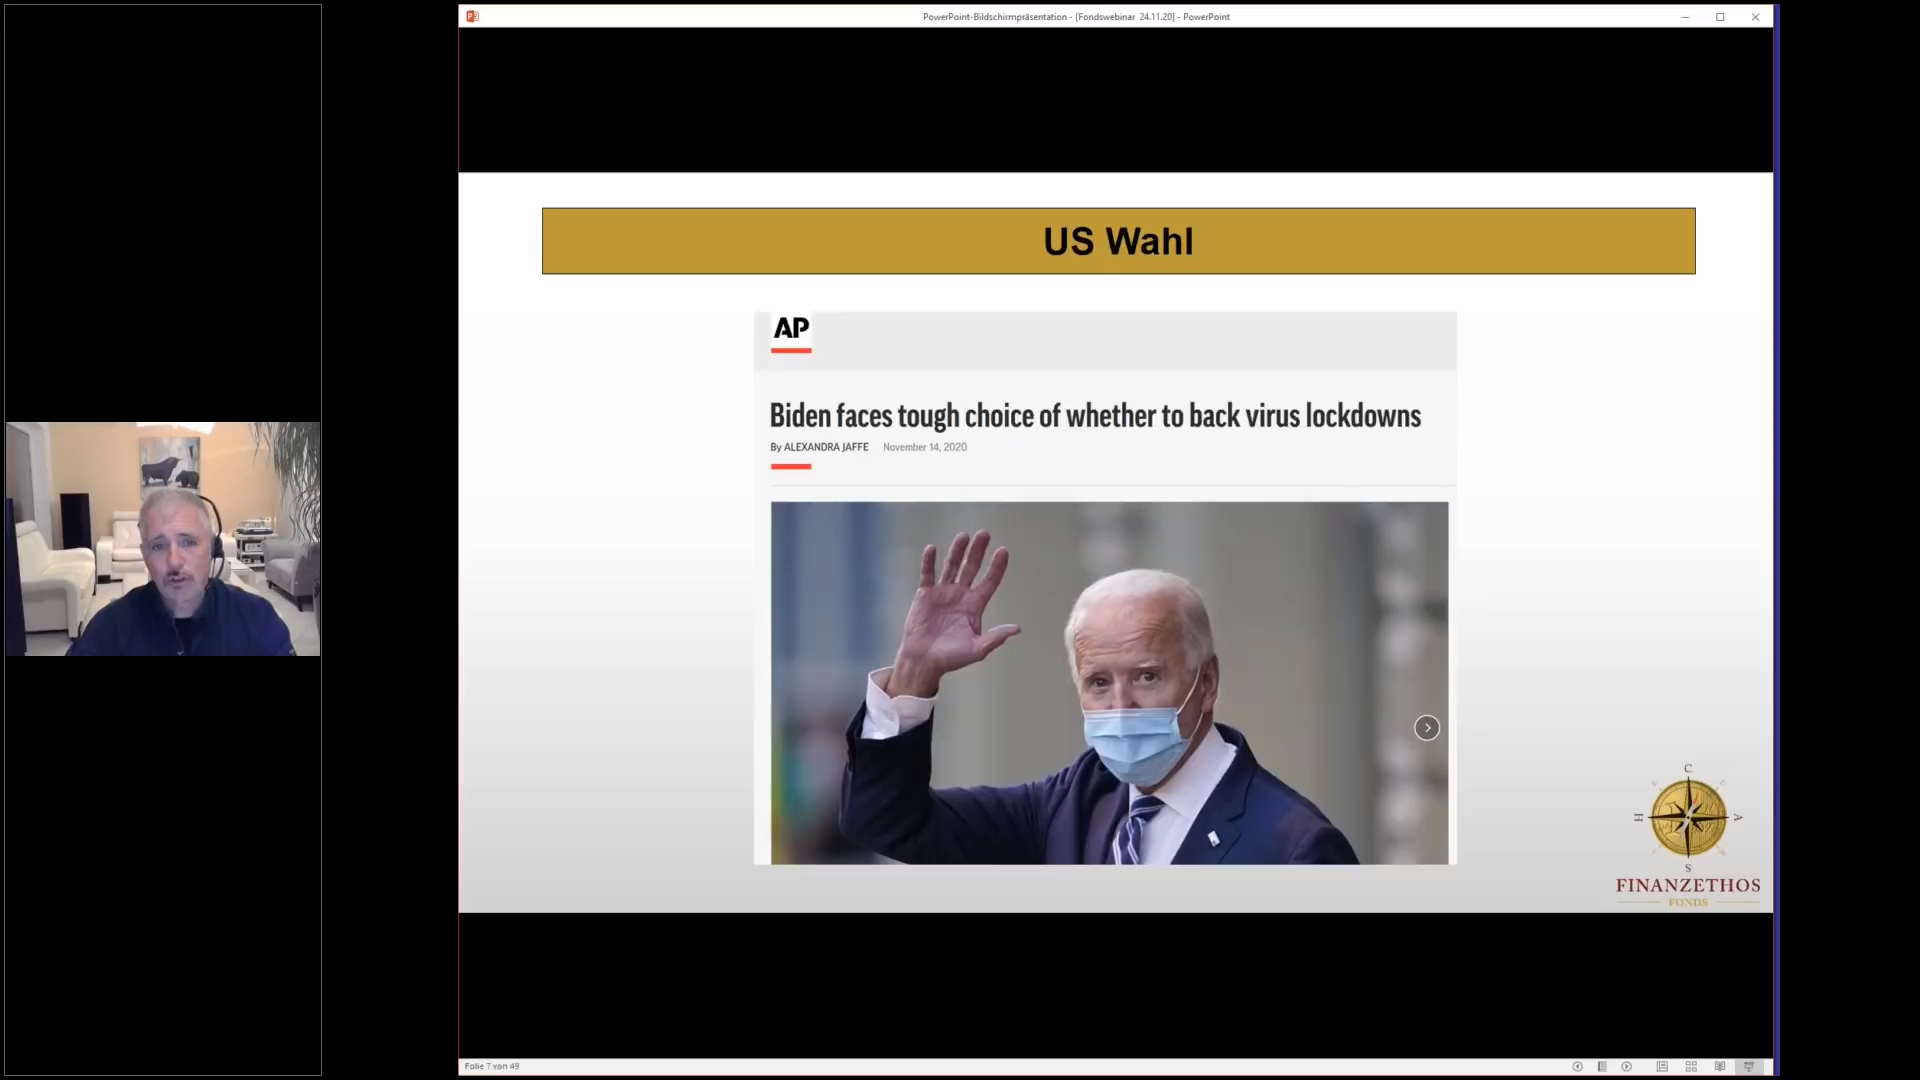 PowerPoint-Bildschirmpräsentation - [Fondswebinar 24.11.20] - PowerPoint
US Wahl
AP
Biden faces tough choice of whether to back virus lockdowns
By ALEXANDRA JAFFE November 14, 2020
C
H
A
S
FINANZETHOS
FONDS
Folie 7 von 49